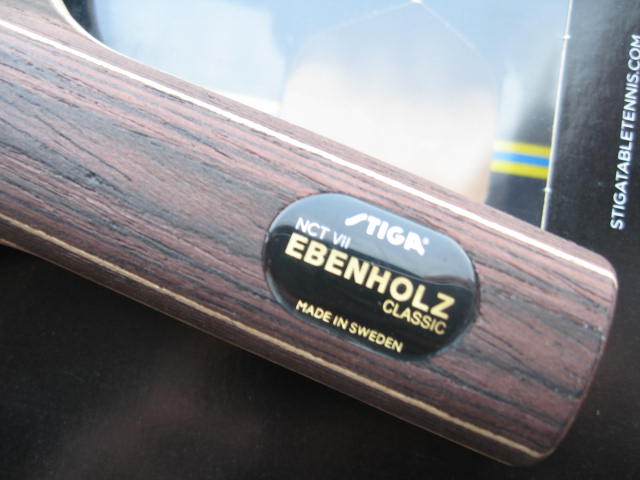 STIGA
NCT VII
EBENHOLZ
CLASSIC
MADE IN SWEDEN
STIGATABLETENNIS.COM